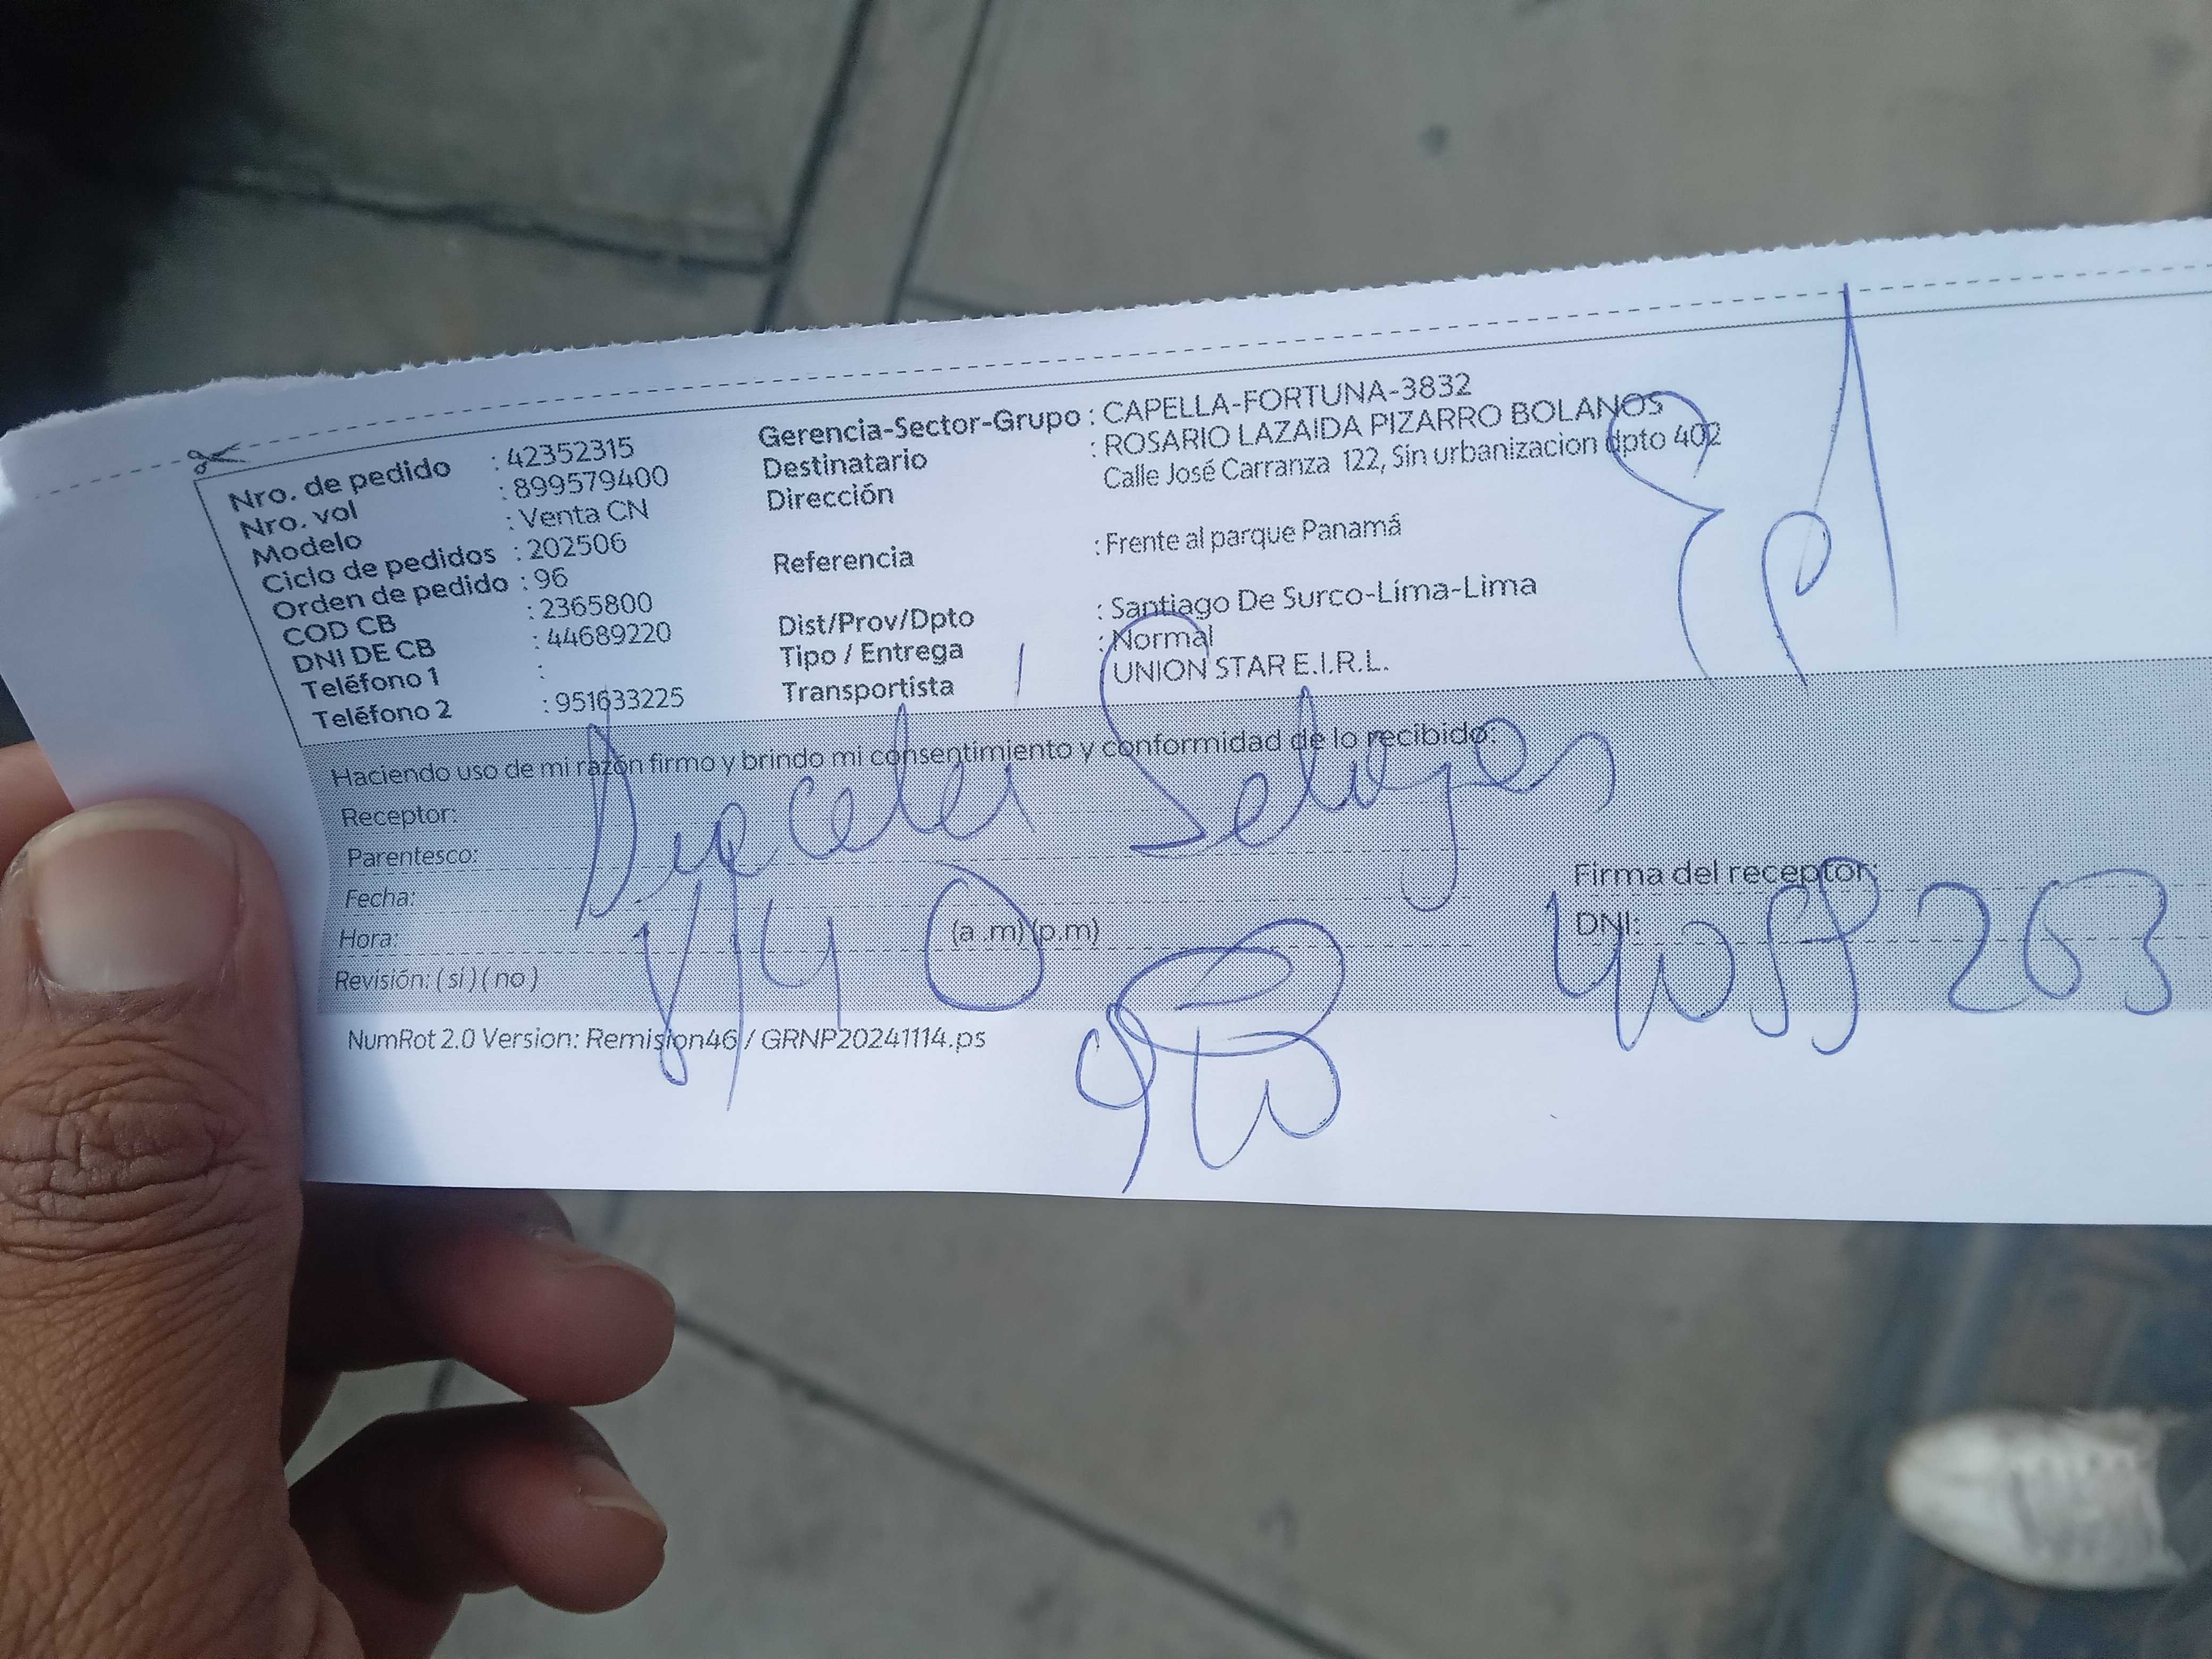 Nro. de pedido : 42352315
Nro. vol : 899579400
Modelo : Venta CN
Ciclo de pedidos : 202506
Orden de pedido : 96
COD CB : 2365800
DNI DE CB : 44689220
Teléfono 1 :
Teléfono 2 : 951633225
Gerencia-Sector-Grupo : CAPELLA-FORTUNA-3832
Destinatario : ROSARIO LAZAIDA PIZARRO BOLANOS
Dirección Calle José Carranza 122, Sin urbanizacion dpto 402
Referencia : Frente al parque Panamá
Dist/Prov/Dpto : Santiago De Surco-Lima-Lima
Tipo / Entrega : Normal
Transportista UNION STAR E.I.R.L.
Haciendo uso de mi razón firmo y brindo mi consentimiento y conformidad de lo recibido:
Receptor:
Parentesco:
Fecha:
Hora: (a .m) (p.m)
Revisión: ( sí ) ( no )
Firma del receptor:
DNI:
NumRot 2.0 Version: Remision46 / GRNP20241114.ps